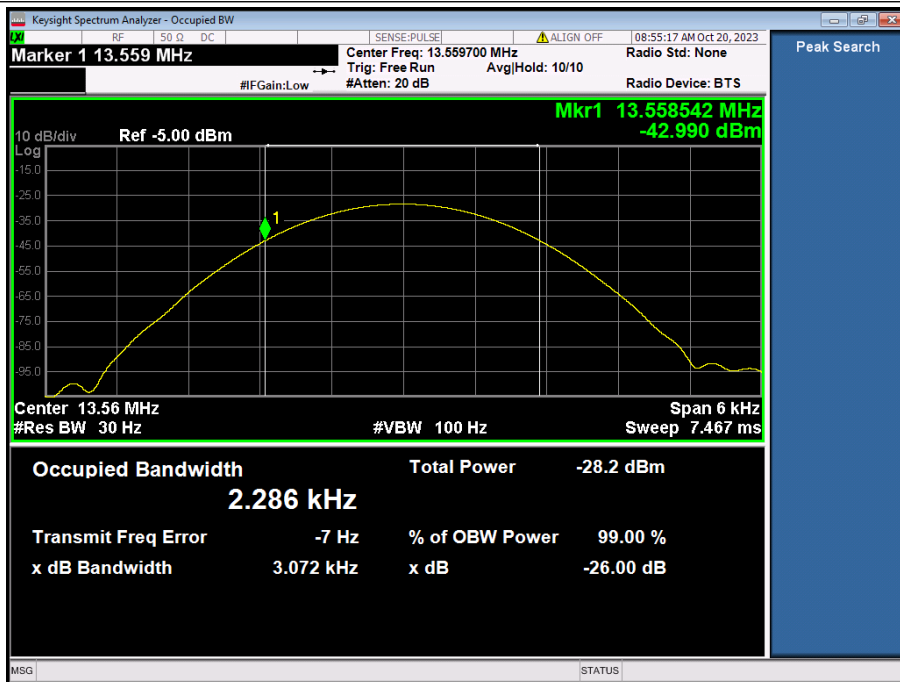 Keysight Spectrum Analyzer - Occupied BW
LXI RF 50 Ω DC SENSE:PULSE ALIGN OFF 08:55:17 AM Oct 20, 2023
Marker 1 13.559 MHz
Center Freq: 13.559700 MHz Radio Std: None
Trig: Free Run Avg|Hold: 10/10
#IFGain:Low #Atten: 20 dB Radio Device: BTS
Peak Search
Mkr1 13.558542 MHz
10 dB/div Ref -5.00 dBm -42.990 dBm
Log
-15.0
-25.0
1
-35.0
-45.0
-55.0
-65.0
-75.0
-85.0
-95.0
Center 13.56 MHz Span 6 kHz
#Res BW 30 Hz #VBW 100 Hz Sweep 7.467 ms
Occupied Bandwidth Total Power -28.2 dBm
2.286 kHz
Transmit Freq Error -7 Hz % of OBW Power 99.00 %
x dB Bandwidth 3.072 kHz x dB -26.00 dB
MSG STATUS